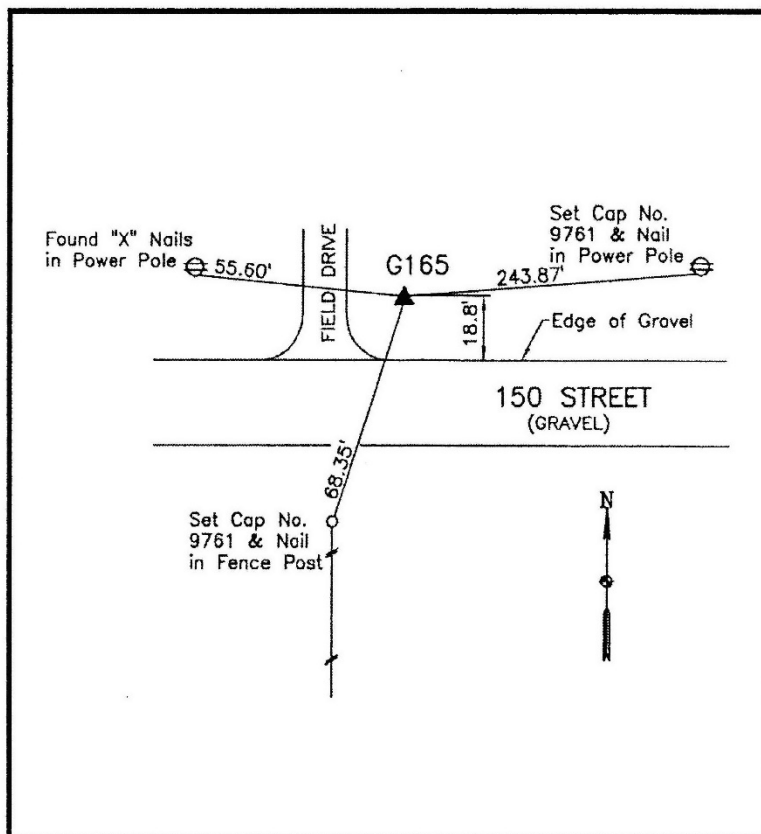 Found "X" Nails
in Power Pole
55.60'
FIELD DRIVE
G165
243.87'
Set Cap No.
9761 & Nail
in Power Pole
18.8'
Edge of Gravel
150 STREET
(GRAVEL)
68.35'
Set Cap No.
9761 & Nail
in Fence Post
N